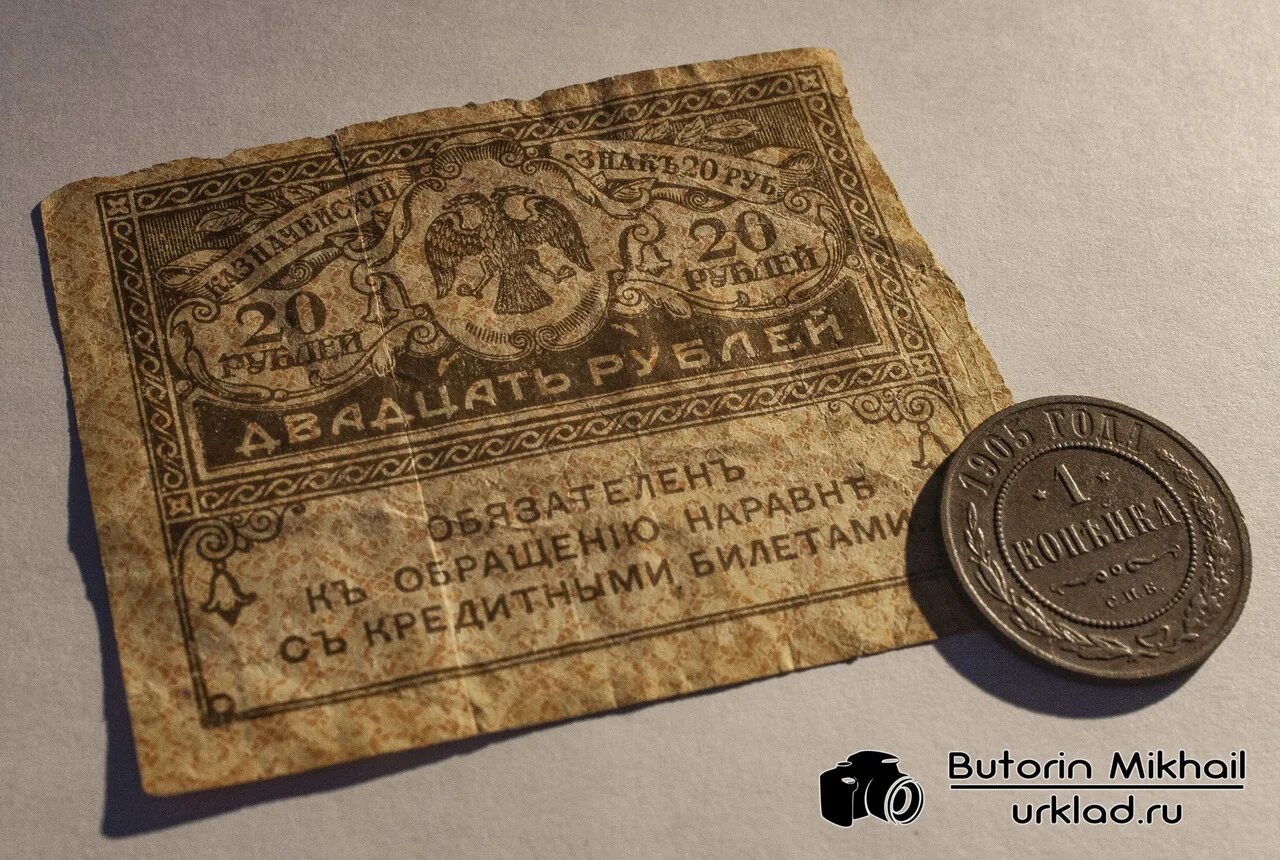 КАЗНАЧЕЙСКІЙ
ЗНАКЪ 20 РУБ.
20
РУБЛЕЙ
20
РУБЛЕЙ
ДВАДЦАТЬ РУБЛЕЙ
ОБЯЗАТЕЛЕНЪ
КЪ ОБРАЩЕНІЮ НАРАВНѢ
СЪ КРЕДИТНЫМИ БИЛЕТАМИ
1905 ГОДА
1
КОПѢЙКА
С.П.Б.
Butorin Mikhail
urklad.ru